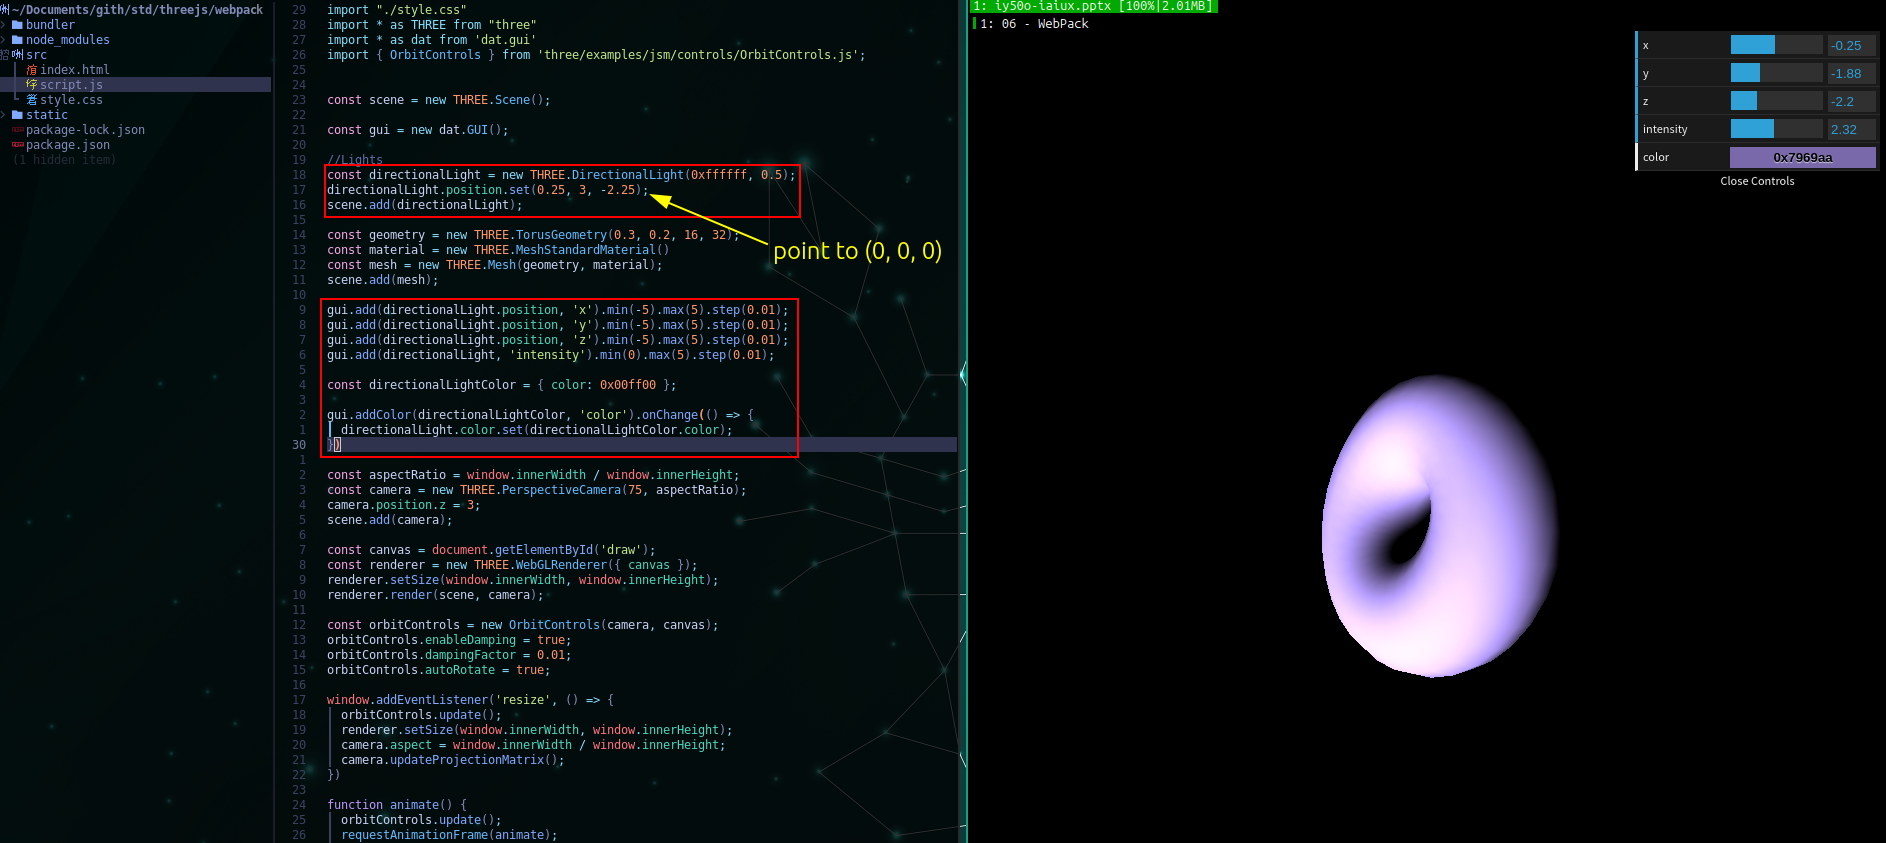 ~/Documents/gith/std/threejs/webpack
bundler
node_modules
src
index.html
script.js
style.css
static
package-lock.json
package.json
(1 hidden item)
29 import "./style.css"
28 import * as THREE from "three"
27 import * as dat from 'dat.gui'
26 import { OrbitControls } from 'three/examples/jsm/controls/OrbitControls.js';
25
24
23 const scene = new THREE.Scene();
22
21 const gui = new dat.GUI();
20
19 //Lights
18 const directionalLight = new THREE.DirectionalLight(0xffffff, 0.5);
17 directionalLight.position.set(0.25, 3, -2.25);
16 scene.add(directionalLight);
15
14 const geometry = new THREE.TorusGeometry(0.3, 0.2, 16, 32);
point to (0, 0, 0)
13 const material = new THREE.MeshStandardMaterial()
12 const mesh = new THREE.Mesh(geometry, material);
11 scene.add(mesh);
10
9 gui.add(directionalLight.position, 'x').min(-5).max(5).step(0.01);
8 gui.add(directionalLight.position, 'y').min(-5).max(5).step(0.01);
7 gui.add(directionalLight.position, 'z').min(-5).max(5).step(0.01);
6 gui.add(directionalLight, 'intensity').min(0).max(5).step(0.01);
5
4 const directionalLightColor = { color: 0x00ff00 };
3
2 gui.addColor(directionalLightColor, 'color').onChange(() => {
1 directionalLight.color.set(directionalLightColor.color);
30 })
1
2 const aspectRatio = window.innerWidth / window.innerHeight;
3 const camera = new THREE.PerspectiveCamera(75, aspectRatio);
4 camera.position.z = 3;
5 scene.add(camera);
6
7 const canvas = document.getElementById('draw');
8 const renderer = new THREE.WebGLRenderer({ canvas });
9 renderer.setSize(window.innerWidth, window.innerHeight);
10 renderer.render(scene, camera);
11
12 const orbitControls = new OrbitControls(camera, canvas);
13 orbitControls.enableDamping = true;
14 orbitControls.dampingFactor = 0.01;
15 orbitControls.autoRotate = true;
16
17 window.addEventListener('resize', () => {
18 orbitControls.update();
19 renderer.setSize(window.innerWidth, window.innerHeight);
20 camera.aspect = window.innerWidth / window.innerHeight;
21 camera.updateProjectionMatrix();
22 })
23
24 function animate() {
25 orbitControls.update();
26 requestAnimationFrame(animate);
1: iy50o-iaiux.pptx [100%|2.01MB]
1: 06 - WebPack
x -0.25
y -1.88
z -2.2
intensity 2.32
color 0x7969aa
Close Controls